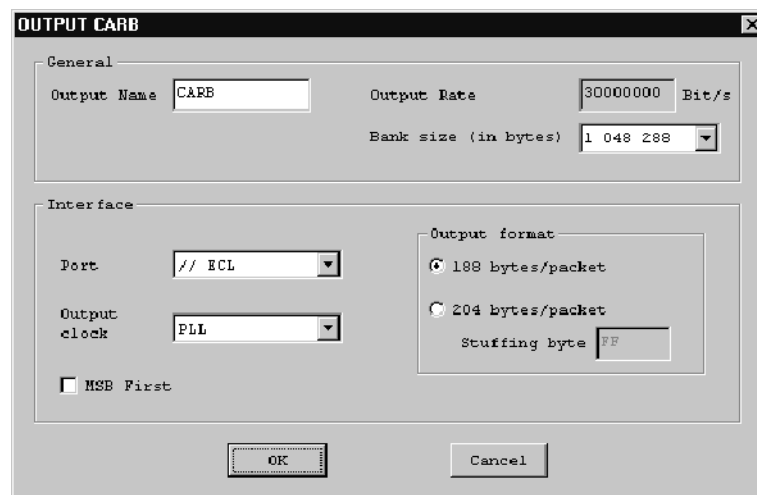 OUTPUT CARB
General
Output Name CARB
Output Rate 30000000 Bit/s
Bank size (in bytes) 1 048 288
Interface
Port // ECL
Output clock PLL
MSB First
Output format
188 bytes/packet
204 bytes/packet
Stuffing byte FF
OK Cancel